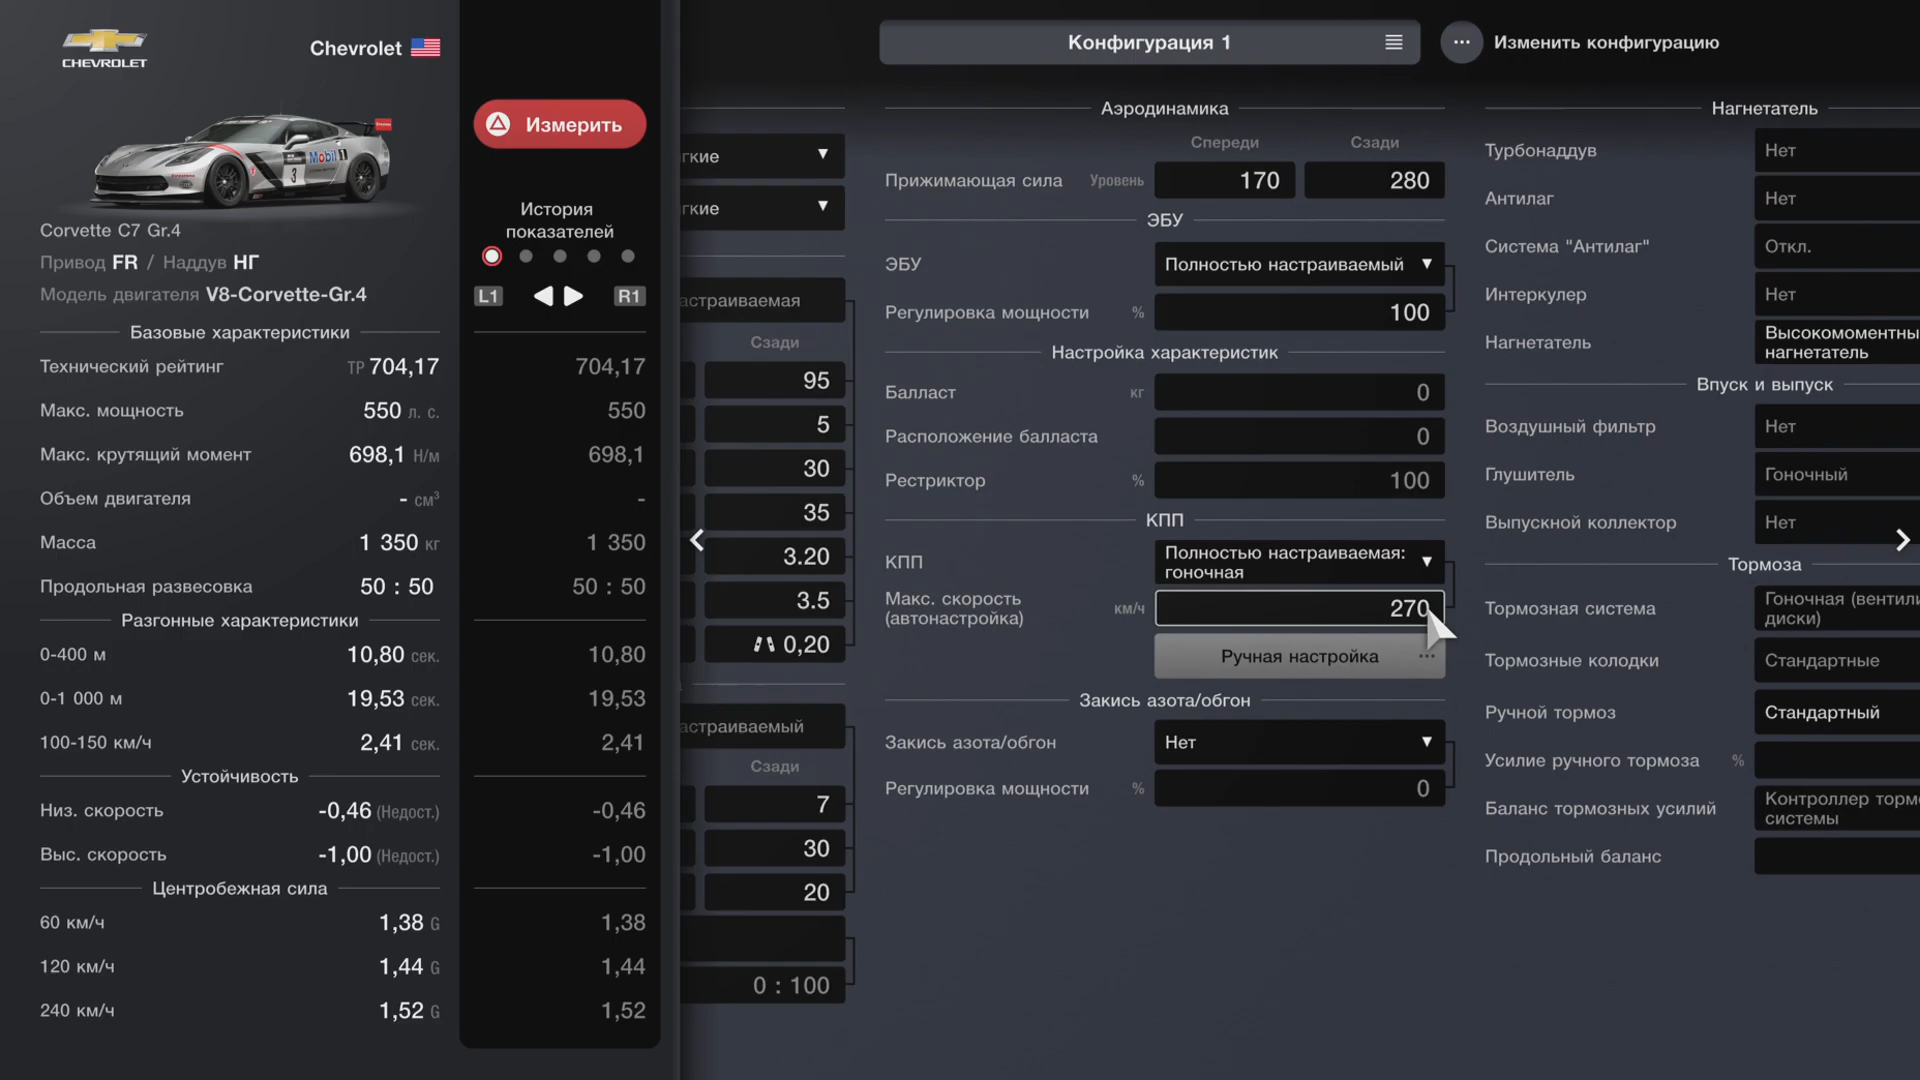 CHEVROLET
Chevrolet
Mobil 1
3
Corvette C7 Gr.4
Привод FR / Наддув НГ
Модель двигателя V8-Corvette-Gr.4
Базовые характеристики
Технический рейтинг ТР 704,17
Макс. мощность 550 л. с.
Макс. крутящий момент 698,1 Н/м
Объем двигателя - см³
Масса 1 350 кг
Продольная развесовка 50 : 50
Разгонные характеристики
0-400 м 10,80 сек.
0-1 000 м 19,53 сек.
100-150 км/ч 2,41 сек.
Устойчивость
Низ. скорость -0,46 (Недост.)
Выс. скорость -1,00 (Недост.)
Центробежная сила
60 км/ч 1,38 G
120 км/ч 1,44 G
240 км/ч 1,52 G
Измерить
История
показателей
L1 R1
704,17
550
698,1
-
1 350
50 : 50
10,80
19,53
2,41
-0,46
-1,00
1,38
1,44
1,52
гкие
гкие
астраиваемая
Сзади
95
5
30
35
3.20
3.5
0,20
астраиваемый
Сзади
7
30
20
0 : 100
Конфигурация 1
Изменить конфигурацию
Аэродинамика
Спереди Сзади
Прижимающая сила Уровень 170 280
ЭБУ
ЭБУ Полностью настраиваемый
Регулировка мощности % 100
Настройка характеристик
Балласт кг 0
Расположение балласта 0
Рестриктор % 100
КПП
КПП Полностью настраиваемая:
гоночная
Макс. скорость
(автонастройка) км/ч 270
Ручная настройка
Закись азота/обгон
Закись азота/обгон Нет
Регулировка мощности % 0
Нагнетатель
Турбонаддув Нет
Антилаг Нет
Система "Антилаг" Откл.
Интеркулер Нет
Нагнетатель Высокомоментны
нагнетатель
Впуск и выпуск
Воздушный фильтр Нет
Глушитель Гоночный
Выпускной коллектор Нет
Тормоза
Тормозная система Гоночная (вентили
диски)
Тормозные колодки Стандартные
Ручной тормоз Стандартный
Усилие ручного тормоза %
Баланс тормозных усилий Контроллер тормо
системы
Продольный баланс